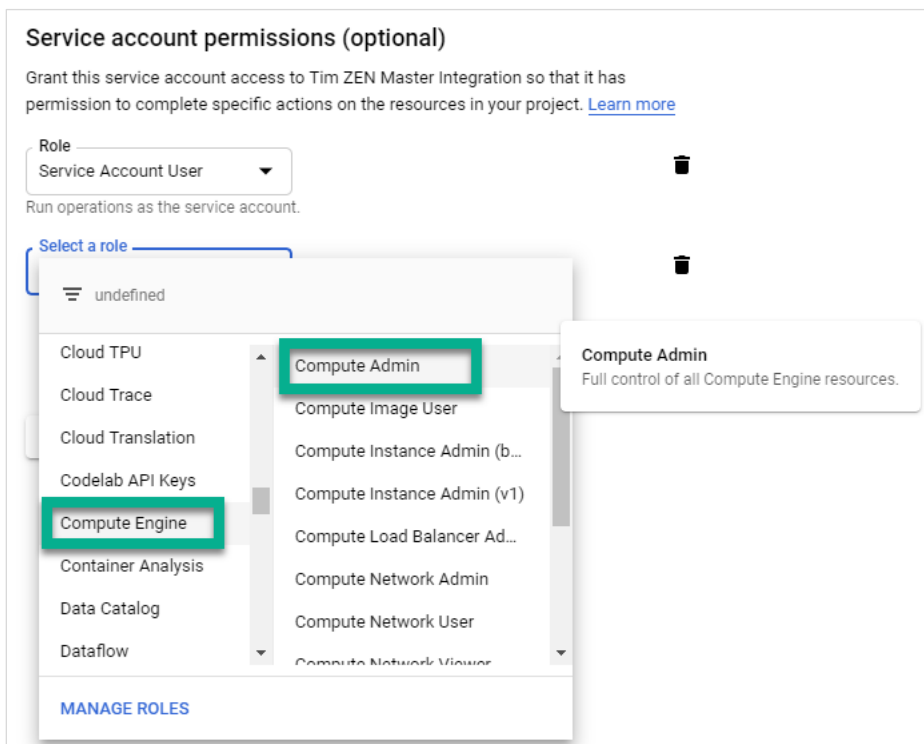 Service account permissions (optional)
Grant this service account access to Tim ZEN Master Integration so that it has
permission to complete specific actions on the resources in your project. Learn more
Role
Service Account User
Run operations as the service account.
Select a role
undefined
Cloud TPU
Cloud Trace
Cloud Translation
Codelab API Keys
Compute Engine
Container Analysis
Data Catalog
Dataflow
Compute Admin
Compute Image User
Compute Instance Admin (b...
Compute Instance Admin (v1)
Compute Load Balancer Ad...
Compute Network Admin
Compute Network User
Compute Network Viewer
Compute Admin
Full control of all Compute Engine resources.
MANAGE ROLES